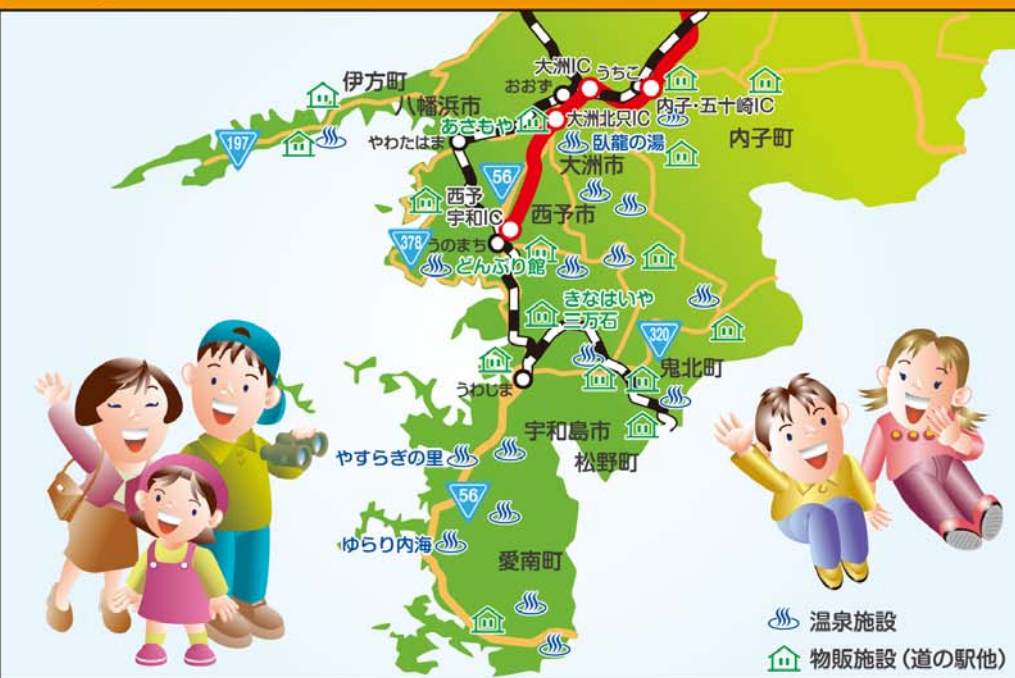 大洲IC
うちこ
おおず
伊方町
八幡浜市
内子・五十崎IC
あさもや
大洲北只IC
やわたはま
197
臥龍の湯
内子町
大洲市
56
西予
宇和IC
西予市
378
うのまち
どんぶり館
きなはいや
三万石
320
鬼北町
うわじま
宇和島市
松野町
やすらぎの里
56
ゆらり内海
愛南町
温泉施設
物販施設(道の駅他)